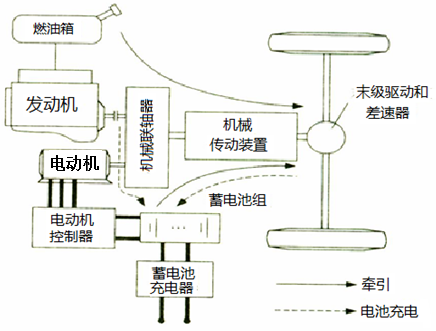 燃油箱
发动机
机械联轴器
机械
传动装置
末级驱动和
差速器
电动机
蓄电池组
电动机
控制器
蓄电池
充电器
牵引
电池充电